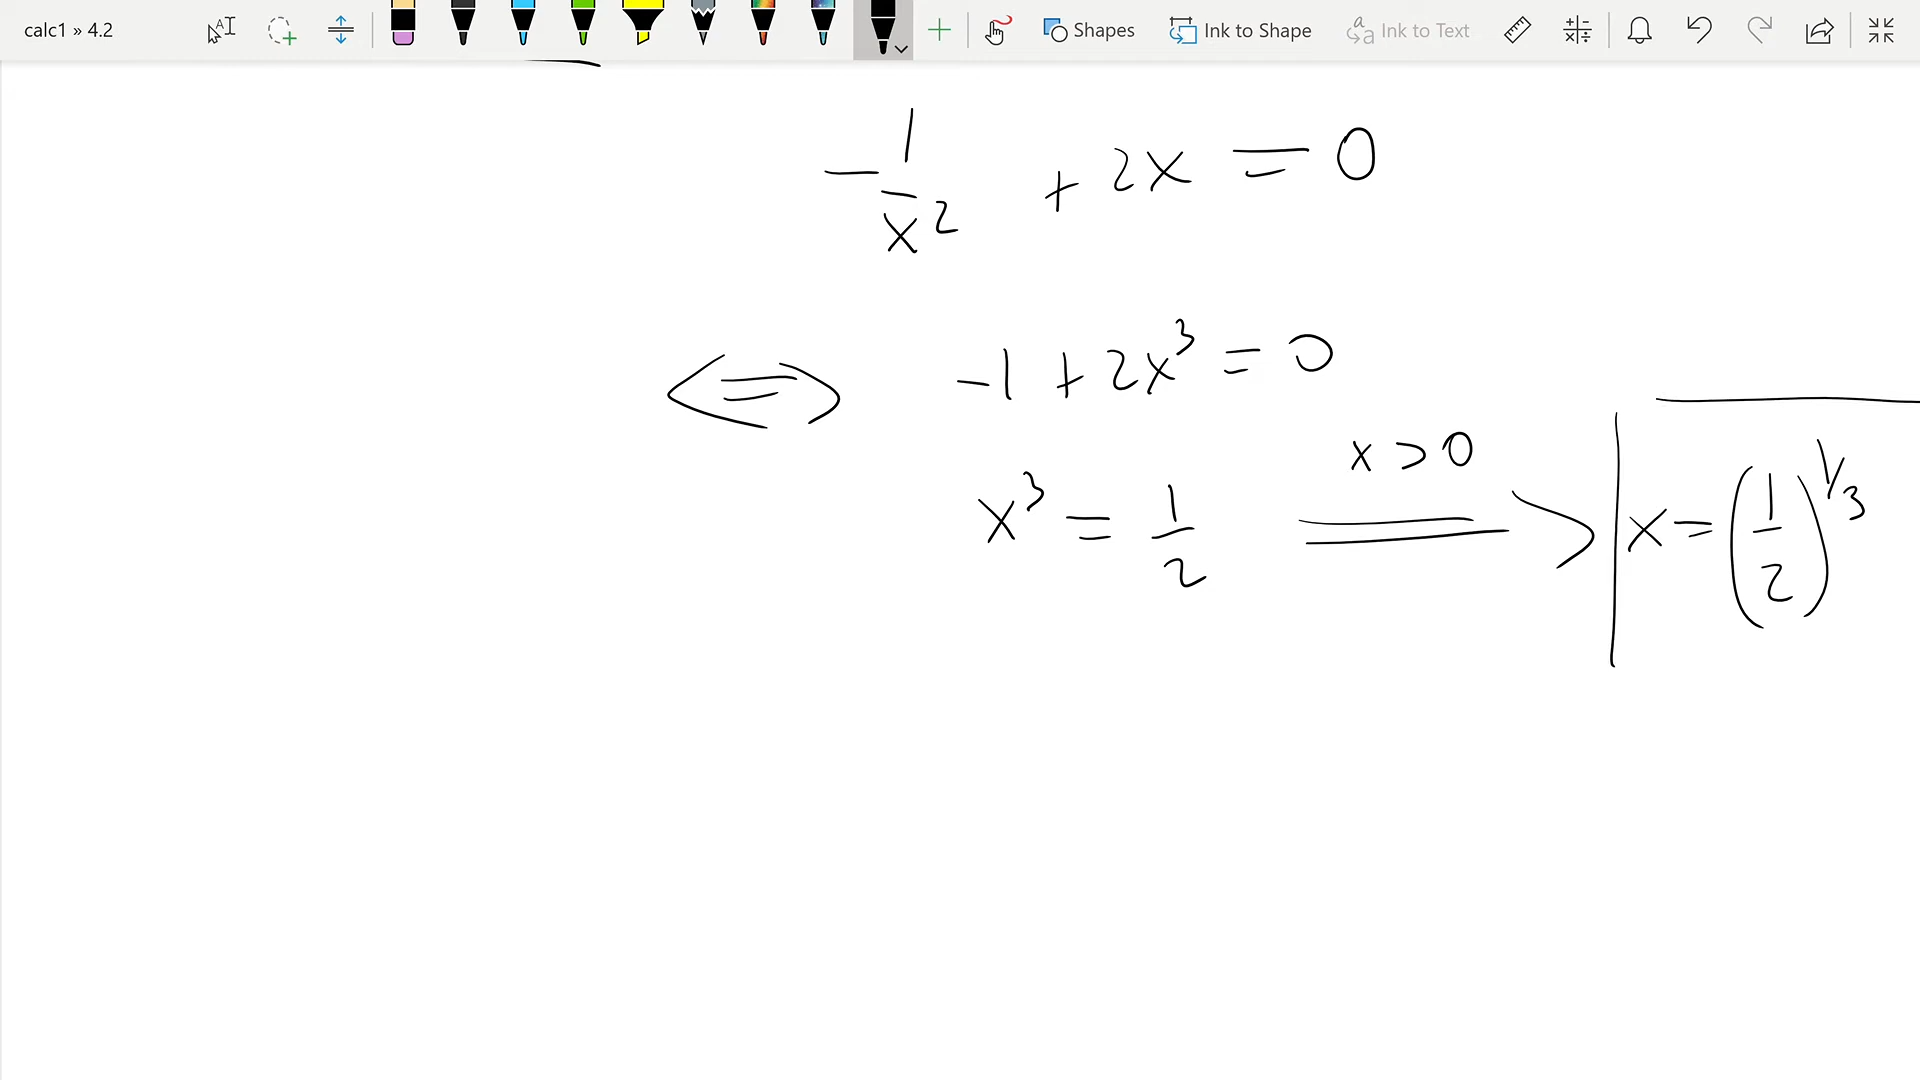 calc1 » 4.2 Shapes Ink to Shape Ink to Text
-1/x² + 2x = 0
<=> -1 + 2x³ = 0
x > 0
x³ = 1/2 ⟹ x = (1/2)^1/3